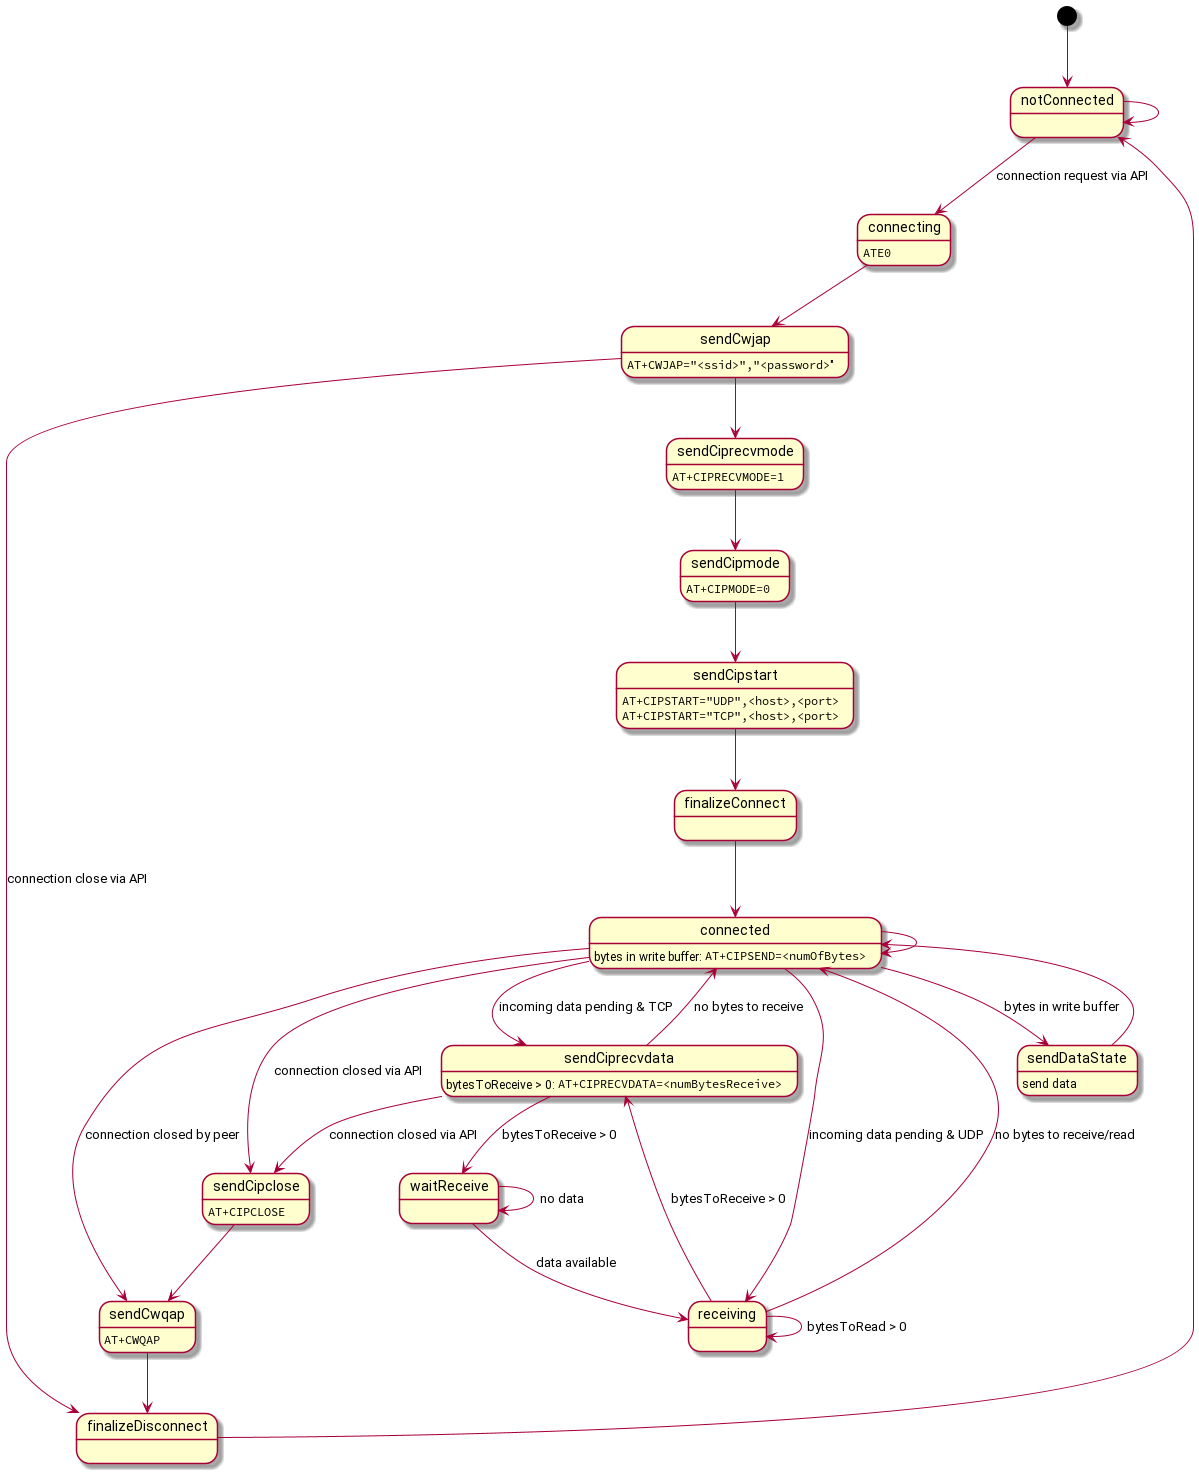 notConnected
connection request via API
connecting
ATE0
sendCwjap
AT+CWJAP="<ssid>","<password>"
sendCiprecvmode
AT+CIPRECVMODE=1
sendCipmode
AT+CIPMODE=0
sendCipstart
AT+CIPSTART="UDP",<host>,<port>
AT+CIPSTART="TCP",<host>,<port>
finalizeConnect
connection close via API
connected
bytes in write buffer: AT+CIPSEND=<numOfBytes>
incoming data pending & TCP
no bytes to receive
bytes in write buffer
sendCiprecvdata
bytesToReceive > 0: AT+CIPRECVDATA=<numBytesReceive>
sendDataState
send data
connection closed via API
connection closed by peer
connection closed via API
bytesToReceive > 0
incoming data pending & UDP
no bytes to receive/read
sendCipclose
AT+CIPCLOSE
waitReceive
no data
bytesToReceive > 0
data available
sendCwqap
AT+CWQAP
receiving
bytesToRead > 0
finalizeDisconnect